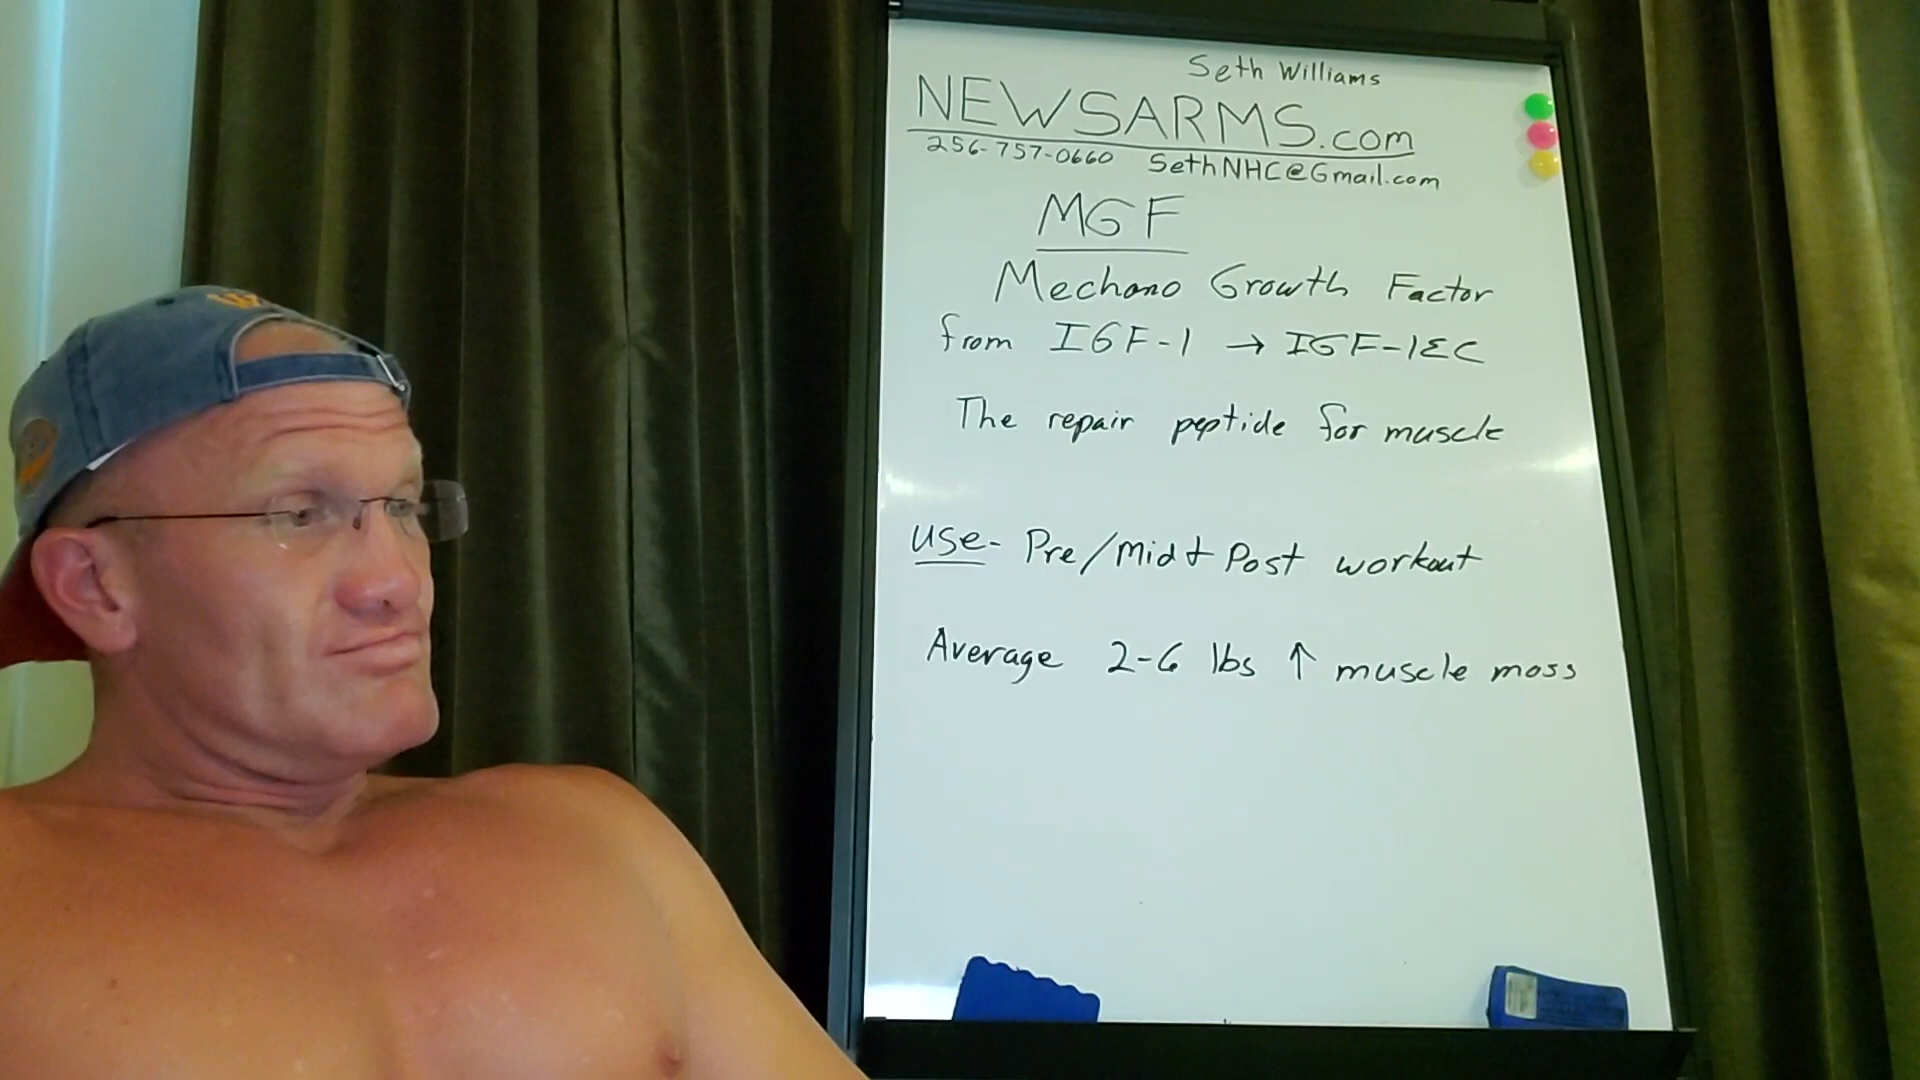 Seth Williams
NEWSARMS.com
256-757-0660 SethNHC@Gmail.com
MGF
Mechano Growth Factor
from IGF-1 → IGF-1EC
The repair peptide for muscle
Use- Pre/Mid + Post workout
Average 2-6 lbs ↑ muscle moss